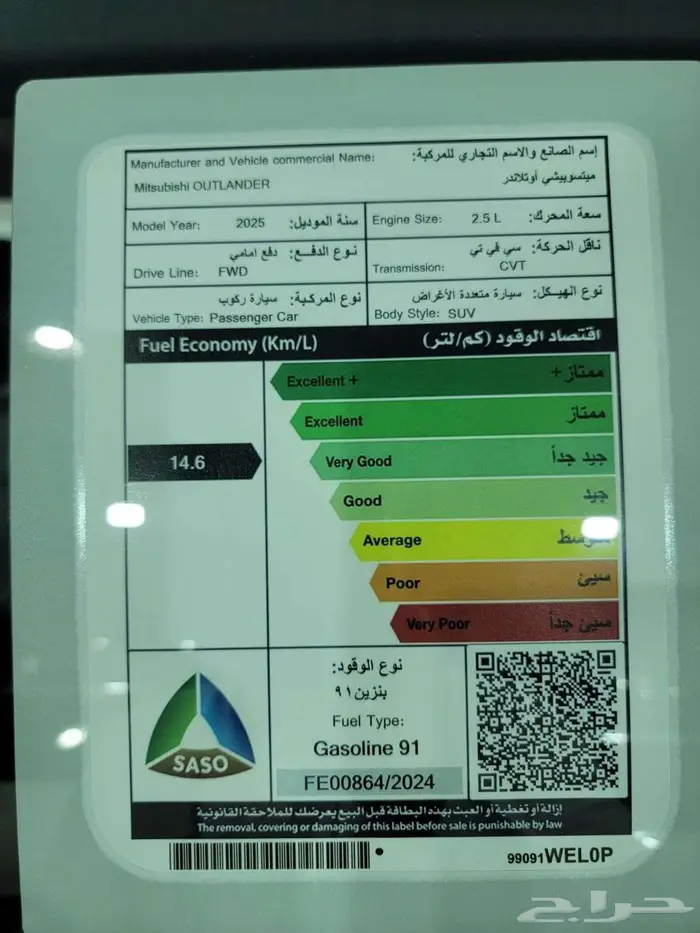 Manufacturer and Vehicle commercial Name: إسم الصانع والاسم التجاري للمركبة:
Mitsubishi OUTLANDER ميتسوبيشي أوتلاندر
Model Year: 2025 سنة الموديل:
Engine Size: 2.5 L سعة المحرك:
نوع الدفع: دفع امامي
Drive Line: FWD
ناقل الحركة: سي في تي
Transmission: CVT
نوع المركبة: سيارة ركوب
Vehicle Type: Passenger Car
نوع الهيكل: سيارة متعددة الأغراض
Body Style: SUV
Fuel Economy (Km/L) اقتصاد الوقود (كم/لتر)
Excellent + ممتاز+
Excellent ممتاز
14.6
Very Good جيد جداً
Good جيد
Average متوسط
Poor سيئ
Very Poor سيئ جداً
SASO
نوع الوقود:
بنزين ٩١
Fuel Type:
Gasoline 91
FE00864/2024
إزالة أو تغطية أو العبث بهذه البطاقة قبل البيع يعرضك للملاحقة القانونية
The removal, covering or damaging of this label before sale is punishable by law
99091WEL0P
حراج